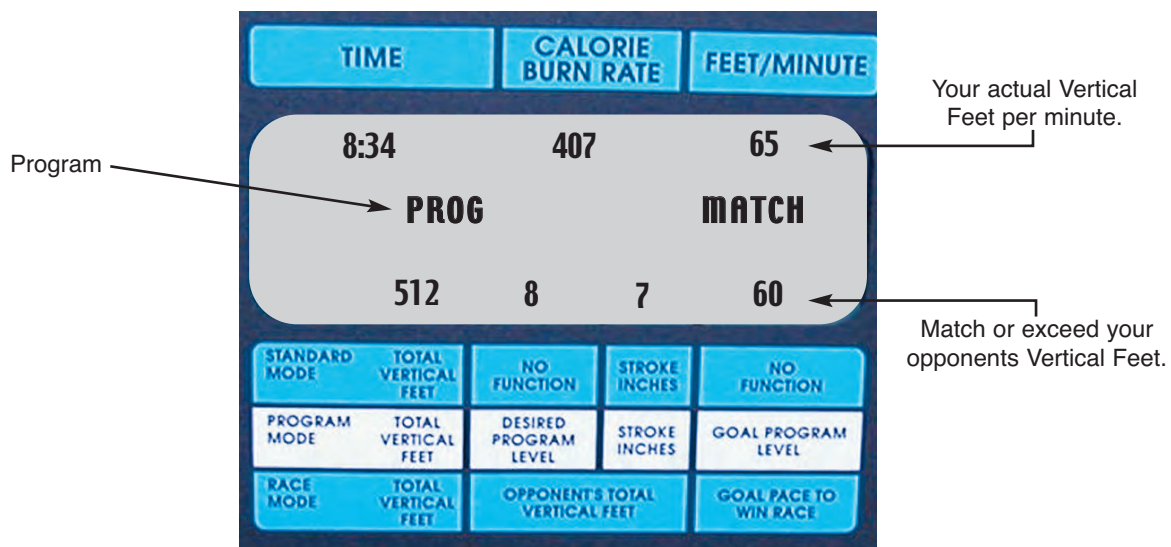 TIME
CALORIE
BURN RATE
FEET/MINUTE
Your actual Vertical
Feet per minute.
8:34 407 65
Program
PROG MATCH
512 8 7 60
Match or exceed your
opponents Vertical Feet.
STANDARD
MODE
TOTAL
VERTICAL
FEET
NO
FUNCTION
STROKE
INCHES
NO
FUNCTION
PROGRAM
MODE
TOTAL
VERTICAL
FEET
DESIRED
PROGRAM
LEVEL
STROKE
INCHES
GOAL PROGRAM
LEVEL
RACE
MODE
TOTAL
VERTICAL
FEET
OPPONENT'S TOTAL
VERTICAL FEET
GOAL PACE TO
WIN RACE